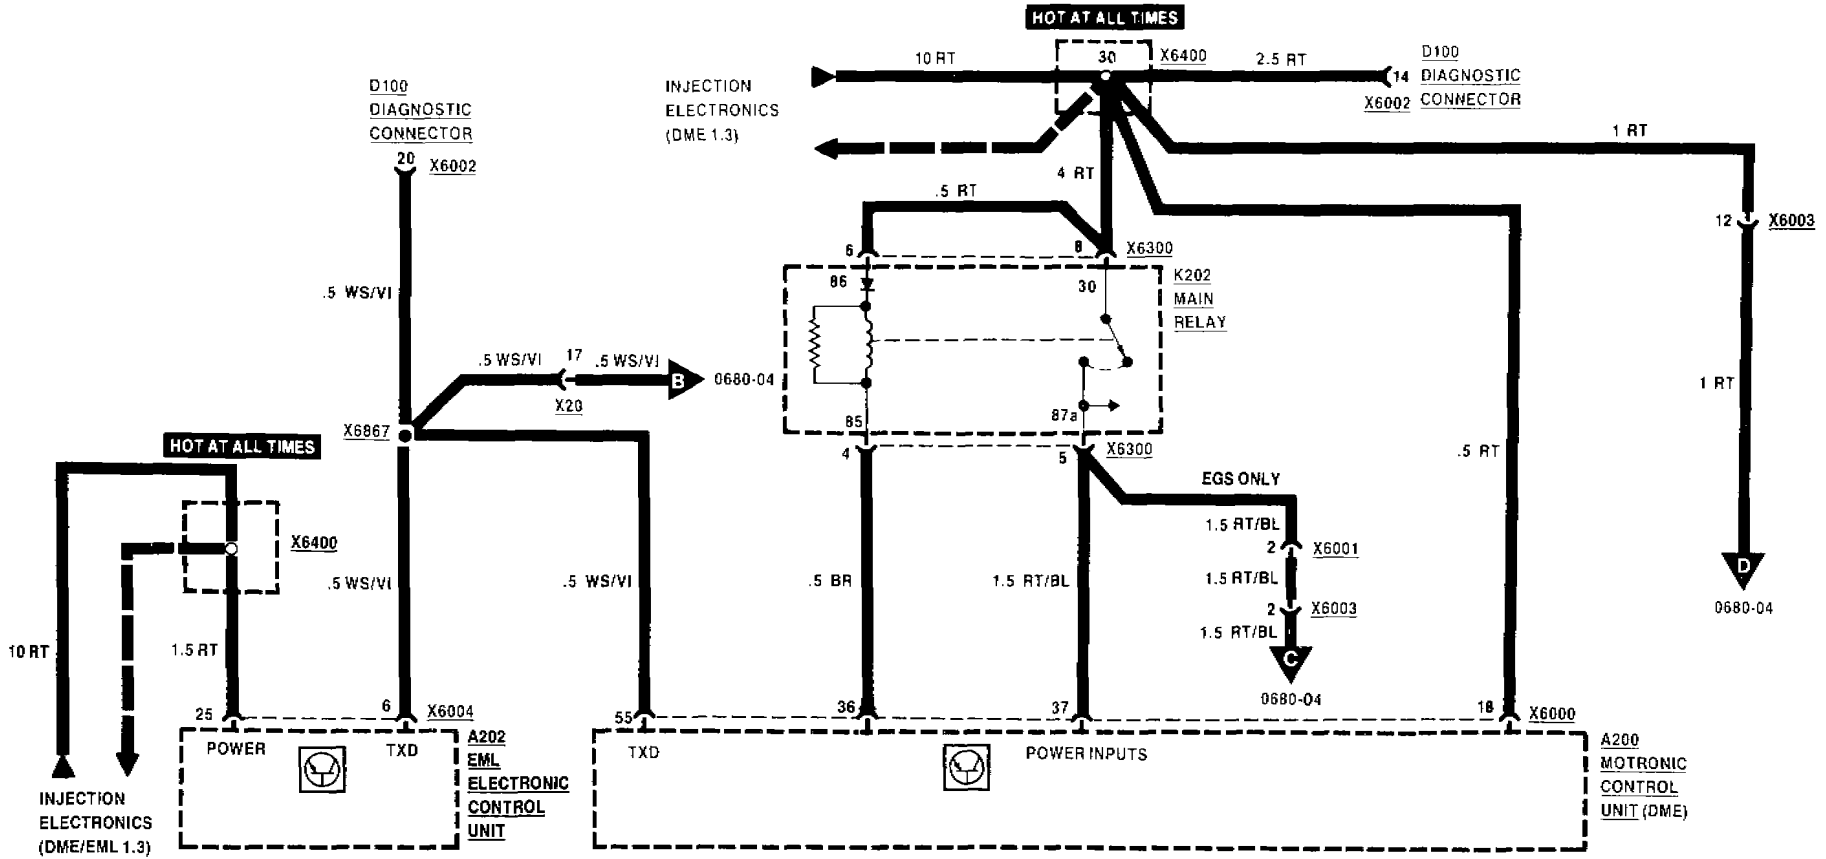 HOT AT ALL TIMES
10 RT
30
X6400
2.5 RT
14
X6002
D100
DIAGNOSTIC
CONNECTOR
INJECTION
ELECTRONICS
(DME 1.3)
D100
DIAGNOSTIC
CONNECTOR
20
X6002
1 RT
4 RT
.5 RT
12
X6003
6
8
X6300
86
30
K202
MAIN
RELAY
.5 WS/VI
.5 WS/VI
17
.5 WS/VI
B
0680-04
X20
1 RT
85
87a
X6867
HOT AT ALL TIMES
4
5
X6300
.5 RT
EGS ONLY
1.5 RT/BL
2
X6001
X6400
.5 WS/VI
.5 WS/VI
.5 BR
1.5 RT/BL
1.5 RT/BL
2
X6003
1.5 RT/BL
D
0680-04
10 RT
1.5 RT
C
0680-04
25
6
X6004
55
36
37
18
X6000
POWER
TXD
A202
EML
ELECTRONIC
CONTROL
UNIT
TXD
POWER INPUTS
A200
MOTRONIC
CONTROL
UNIT (DME)
INJECTION
ELECTRONICS
(DME/EML 1.3)